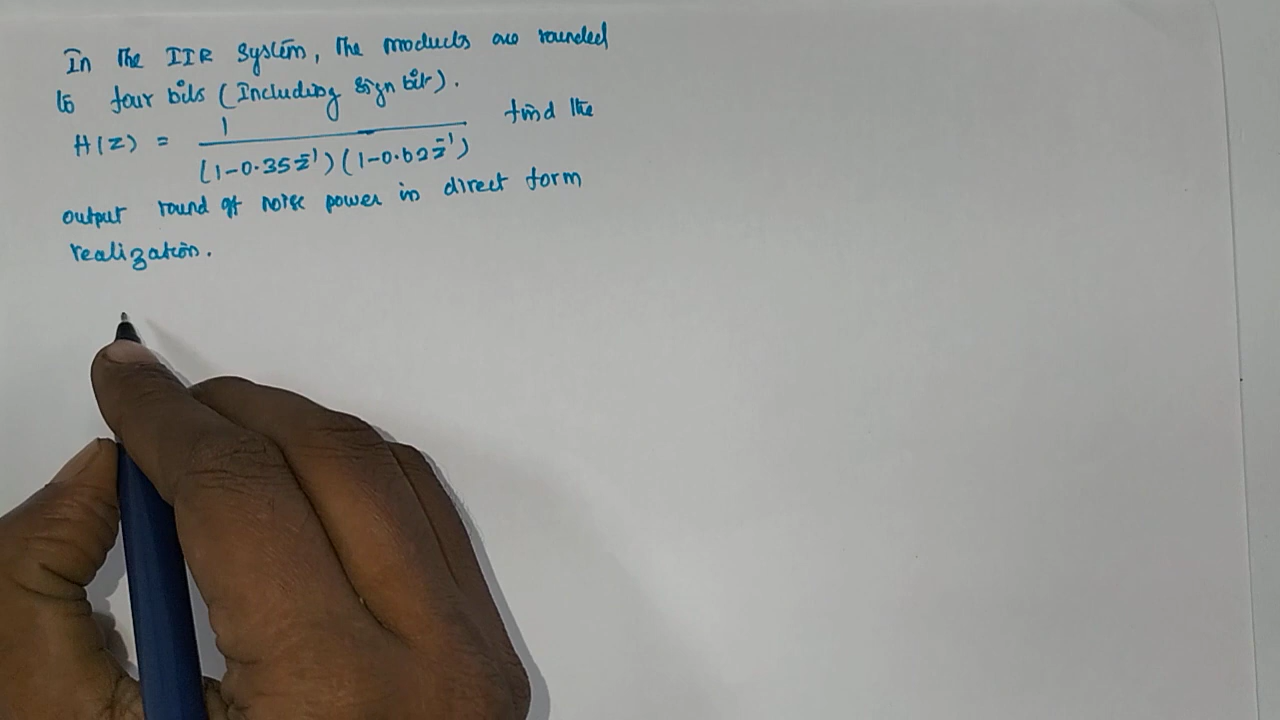 In the IIR System, the products are rounded
to four bits (Including sign bit).
H(z) = 1 / (1-0.35z⁻¹)(1-0.62z⁻¹) find the
output round of noise power in direct form
realization.